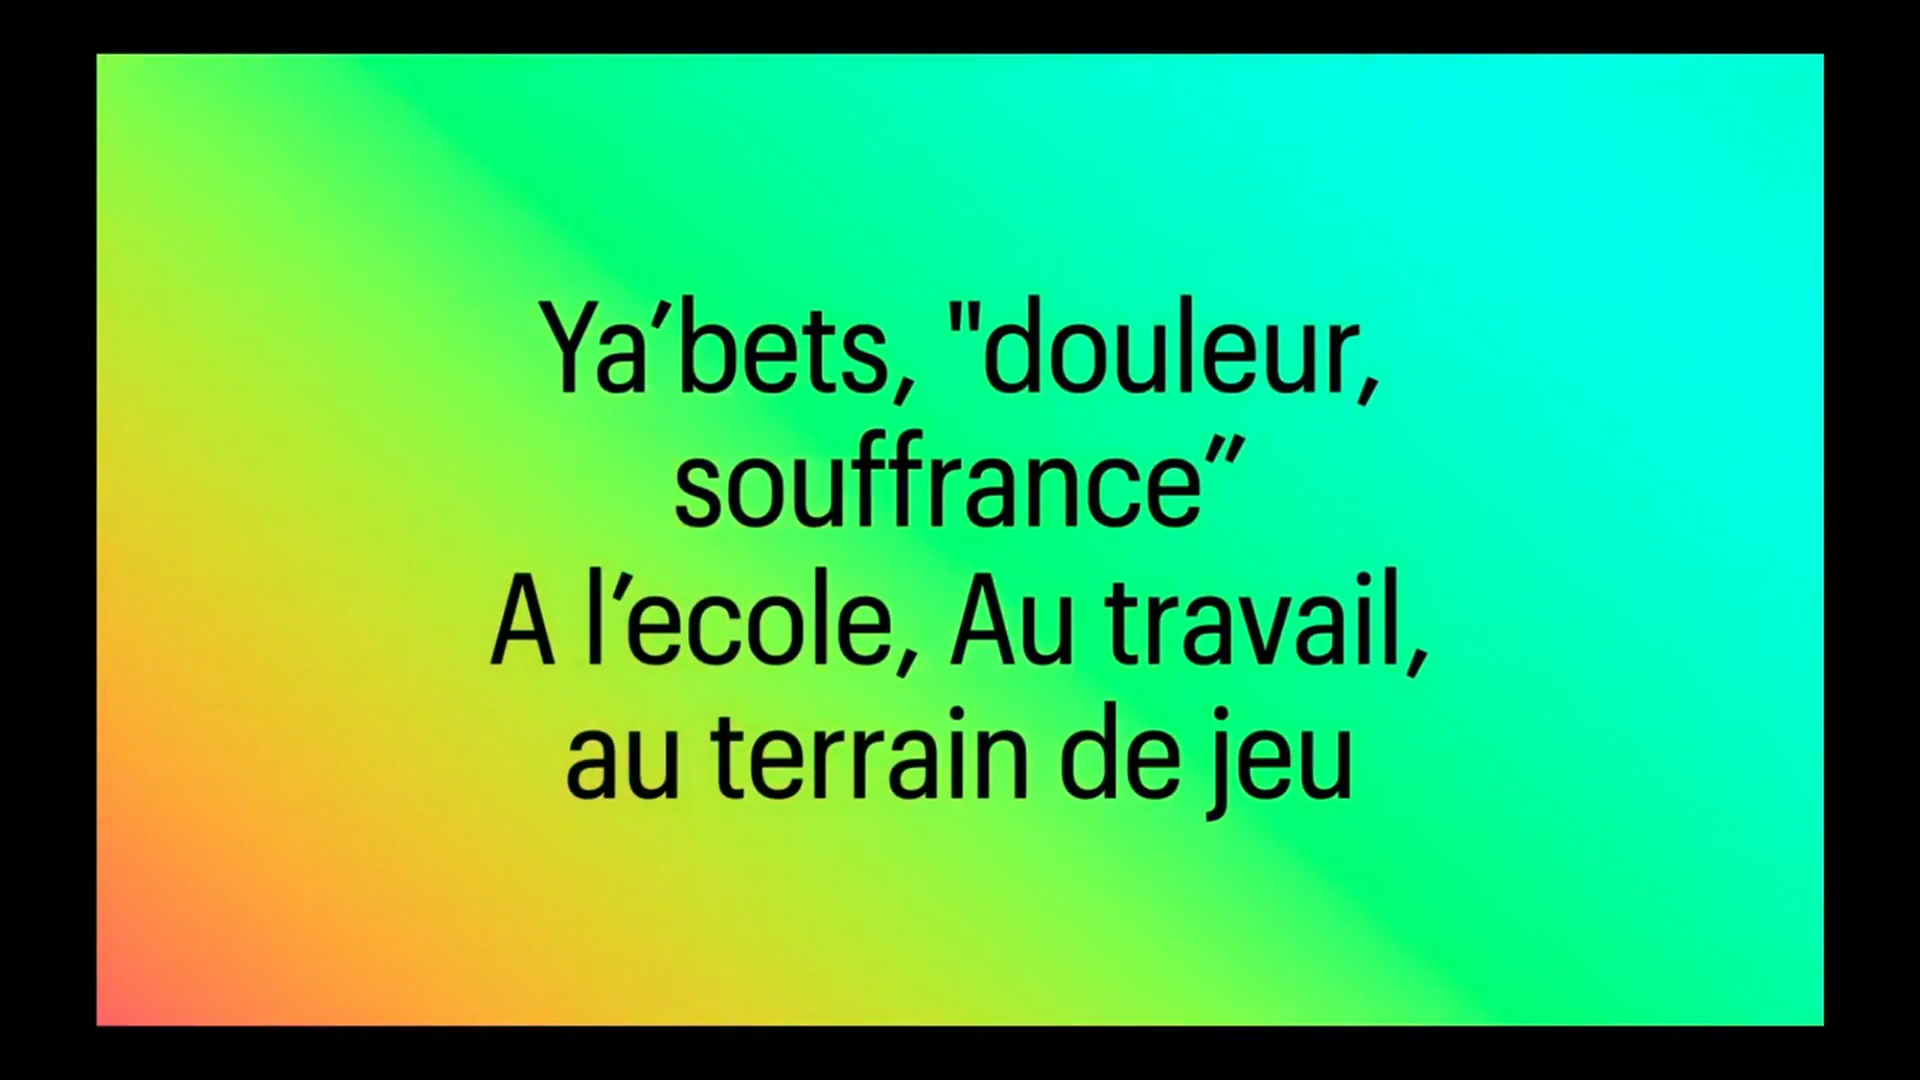 Ya’bets, "douleur,
souffrance”
A l’ecole, Au travail,
au terrain de jeu